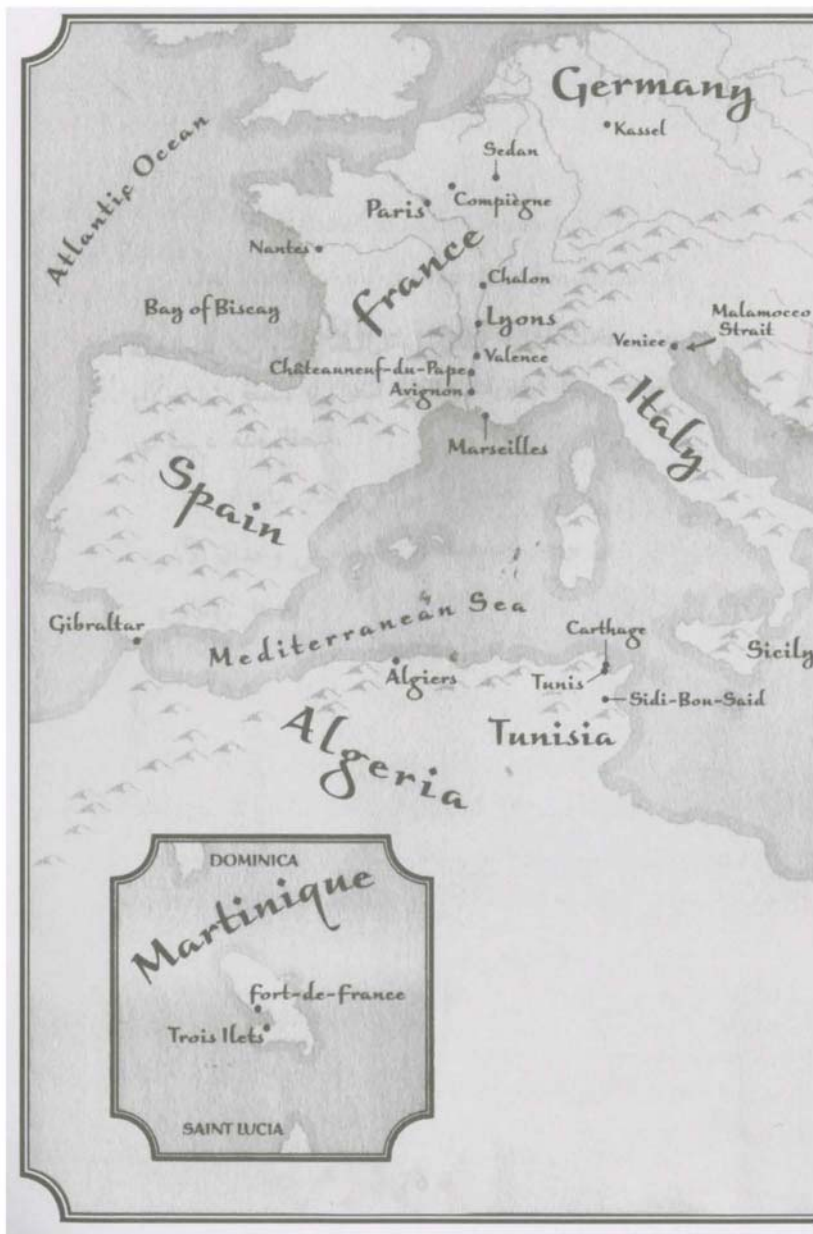 Germany
Kassel
Atlantic Ocean
Sedan
Compiègne
Paris
Nantes
France
Chalon
Bay of Biscay
Lyons
Malamocco
Strait
Venice
Valence
Châteauneuf-du-Pape
Avignon
Italy
Marseilles
Spain
Gibraltar
Mediterranean Sea
Carthage
Sicily
Algiers
Tunis
Sidi-Bou-Said
Algeria
Tunisia
DOMINICA
Martinique
Fort-de-France
Trois Ilets
SAINT LUCIA